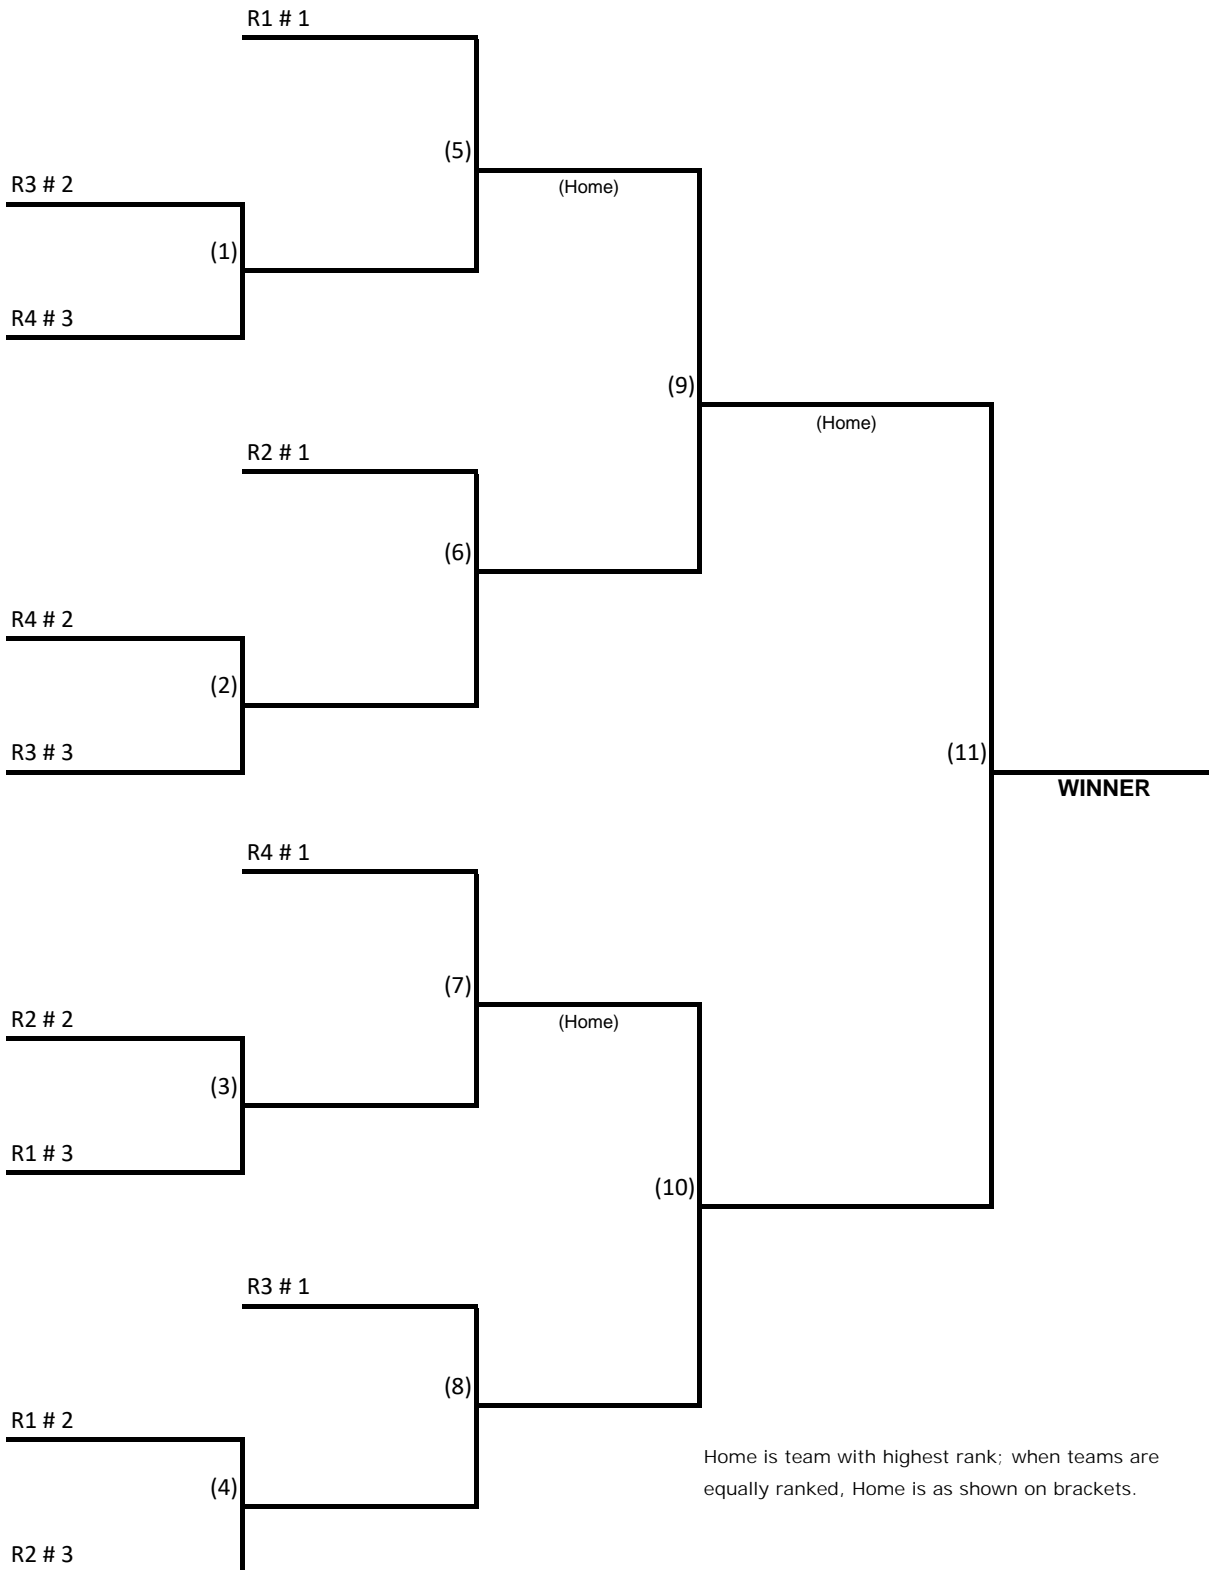 R1 # 1
(5)
R3 # 2
(Home)
(1)
R4 # 3
(9)
(Home)
R2 # 1
(6)
R4 # 2
(2)
R3 # 3
(11)
WINNER
R4 # 1
(7)
R2 # 2
(Home)
(3)
R1 # 3
(10)
R3 # 1
(8)
R1 # 2
Home is team with highest rank; when teams are
(4)
equally ranked, Home is as shown on brackets.
R2 # 3